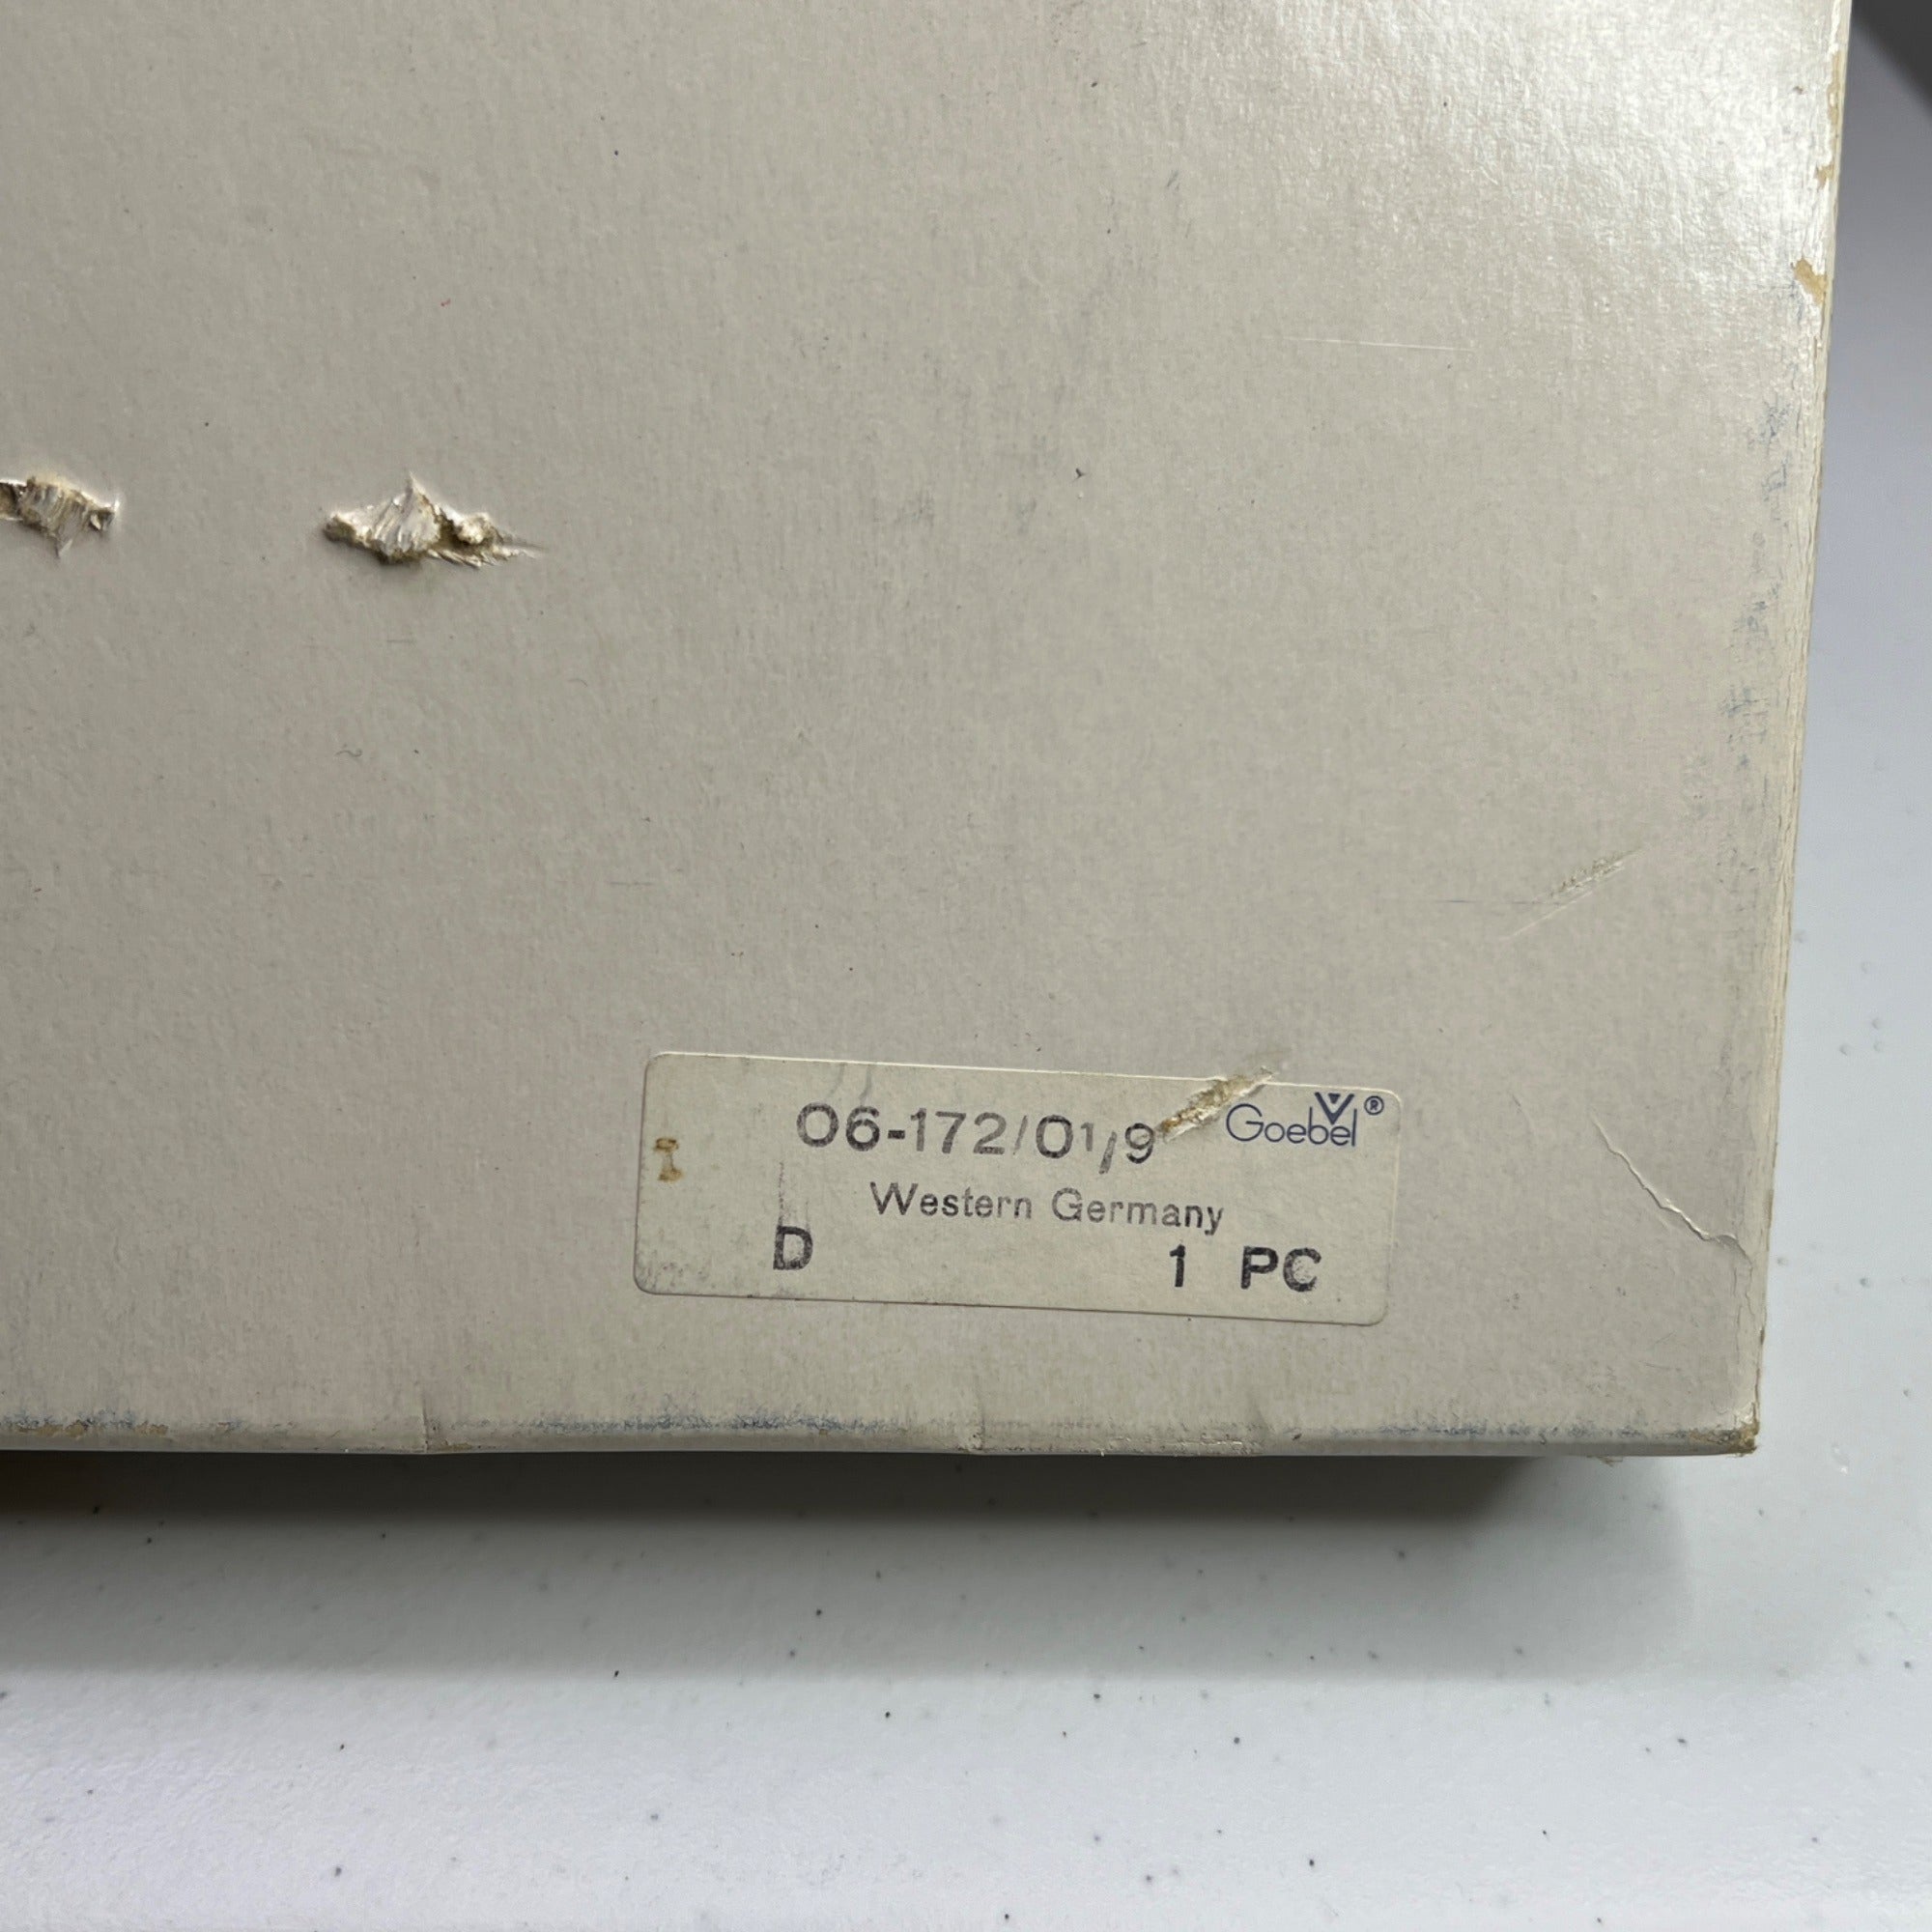 06-172/01/9 Goebel®
Western Germany
D 1 PC